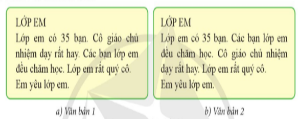 LỚP EM
Lớp em có 35 bạn. Cô giáo chủ
nhiệm dạy rất hay. Các bạn lớp em
đều chăm học. Lớp em rất quý cô.
Em yêu lớp em.
a) Văn bản 1
LỚP EM
Lớp em có 35 bạn. Các bạn lớp em
đều chăm học. Cô giáo chủ nhiệm
dạy rất hay. Lớp em rất quý cô.
Em yêu lớp em.
b) Văn bản 2